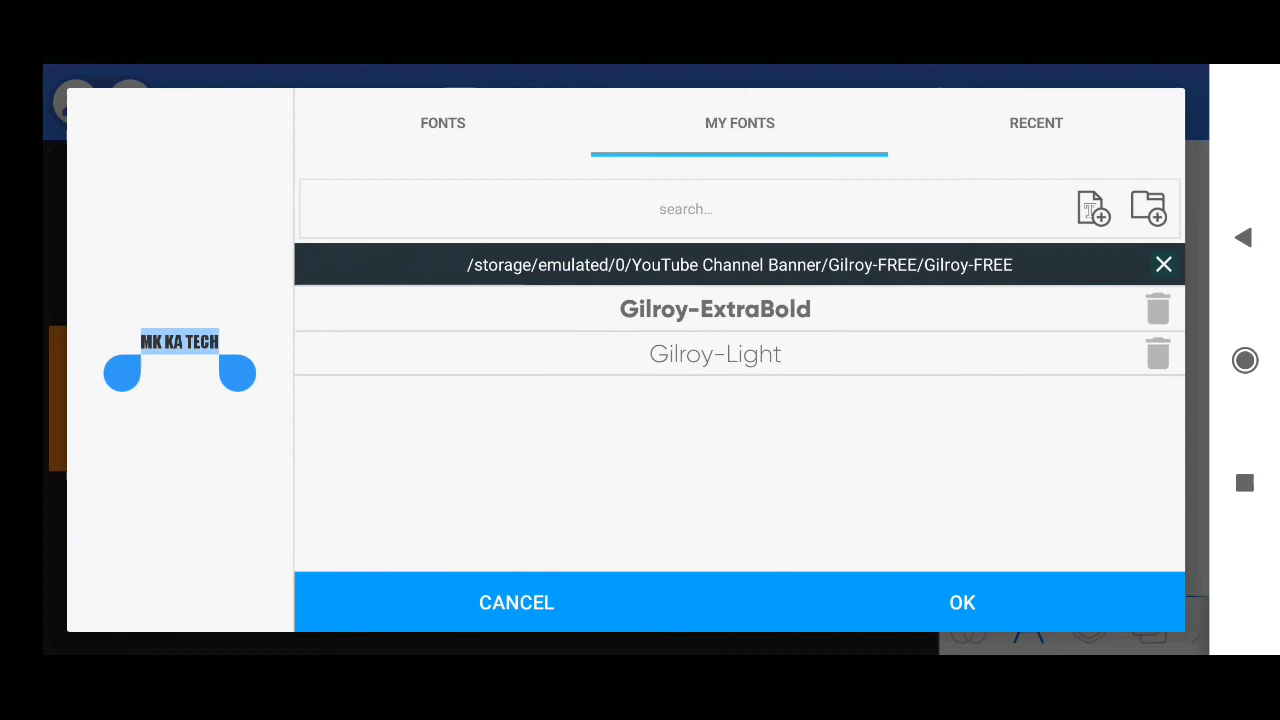 FONTS
MY FONTS
RECENT
search...
/storage/emulated/0/YouTube Channel Banner/Gilroy-FREE/Gilroy-FREE
Gilroy-ExtraBold
Gilroy-Light
MK KA TECH
CANCEL
OK